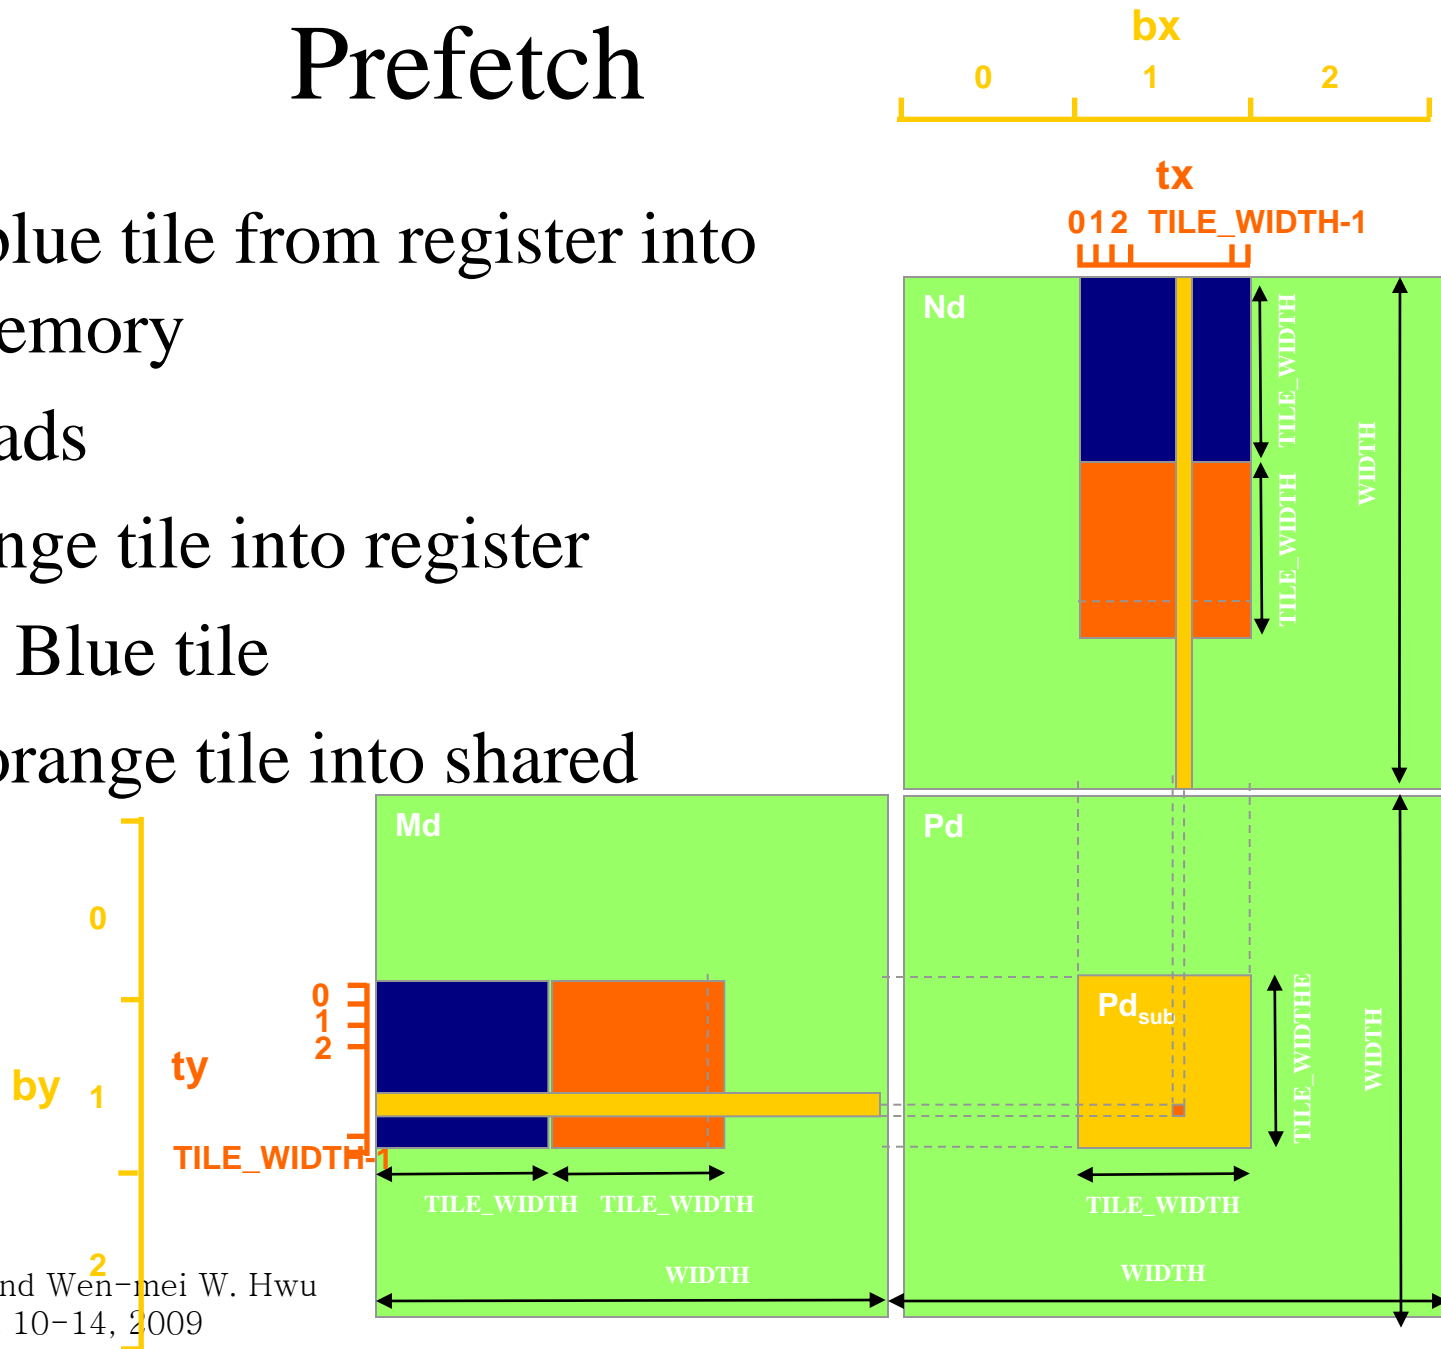 Prefetch
blue tile from register into
emory
ads
nge tile into register
Blue tile
orange tile into shared
bx
0 1 2
tx
0 1 2 TILE_WIDTH-1
Nd
TILE_WIDTH
TILE_WIDTH
WIDTH
Md
Pd
Pdsub
TILE_WIDTHE
WIDTH
by
0
1
2
ty
0
1
2
TILE_WIDTH-1
TILE_WIDTH TILE_WIDTH
TILE_WIDTH
WIDTH
WIDTH
nd Wen-mei W. Hwu
10-14, 2009